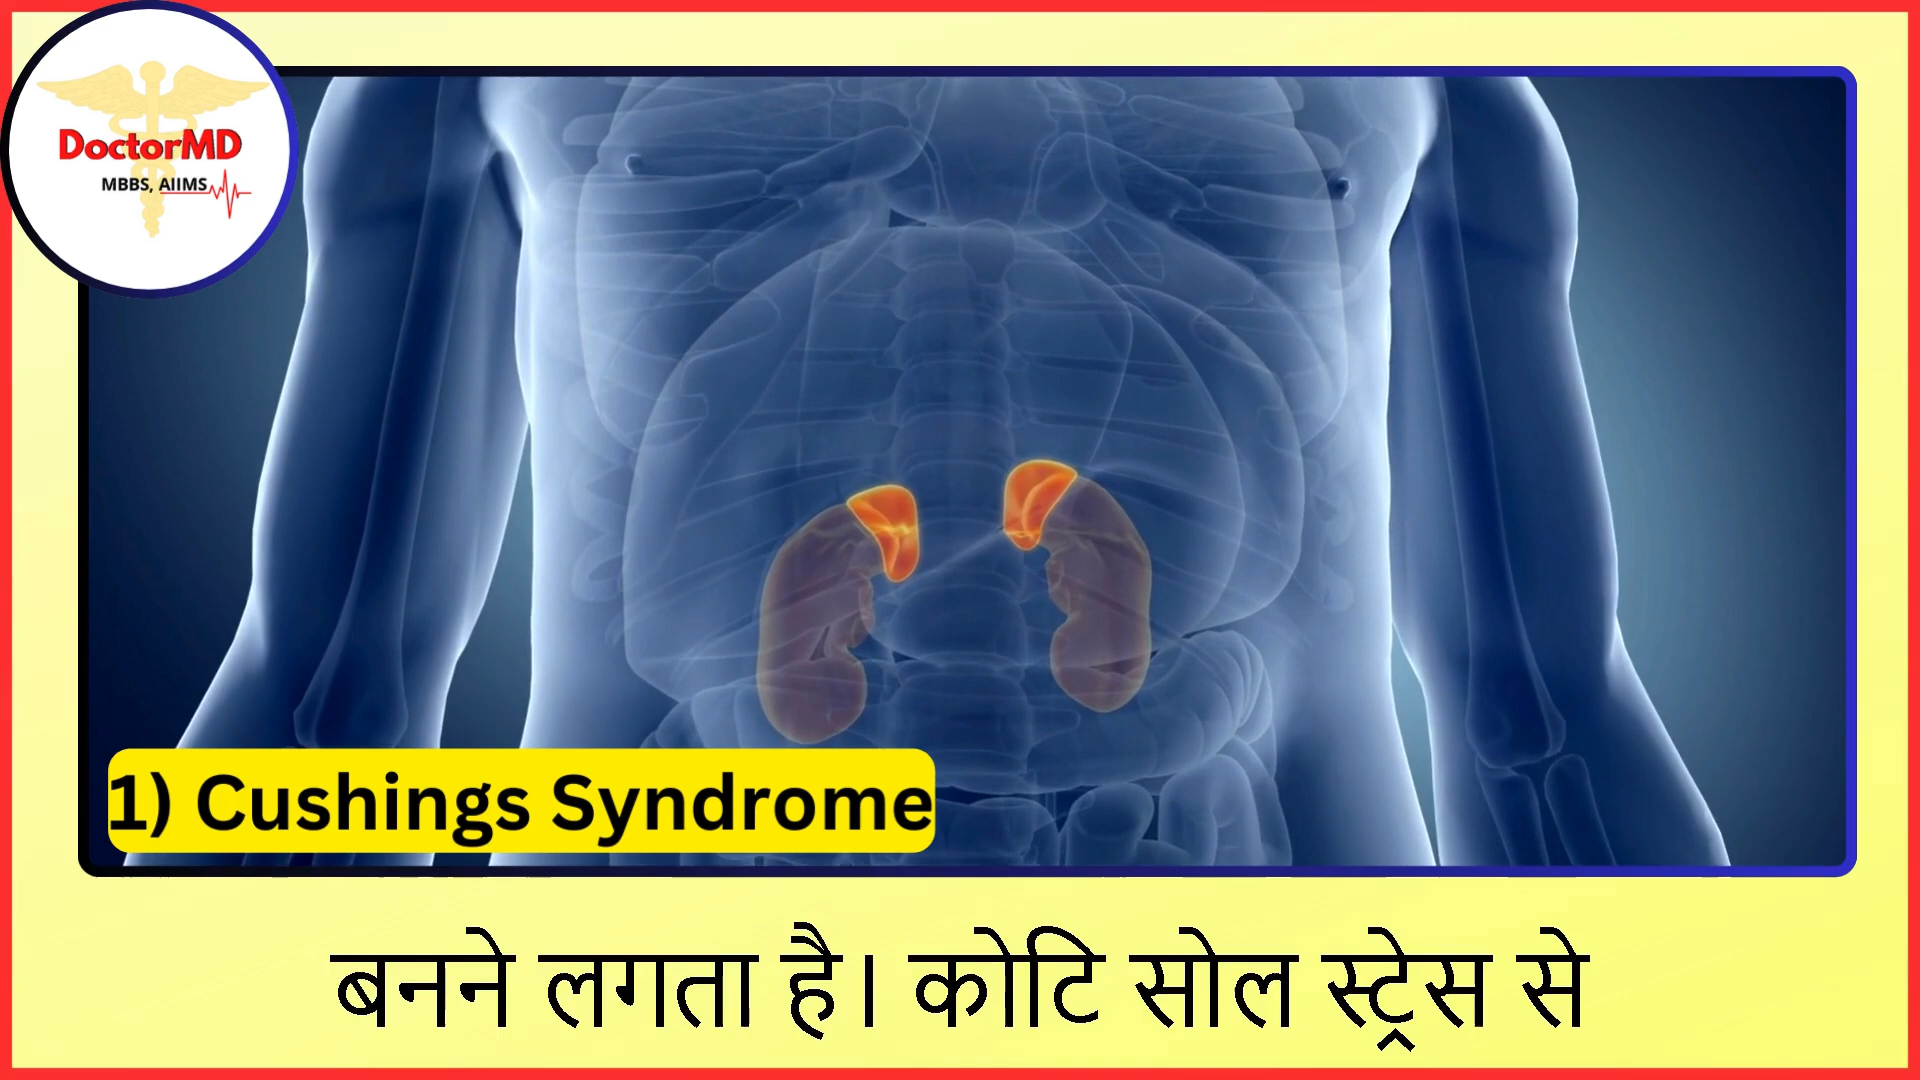 DoctorMD
MBBS, AIIMS
1) Cushings Syndrome
बनने लगता है। कोटि सोल स्ट्रेस से